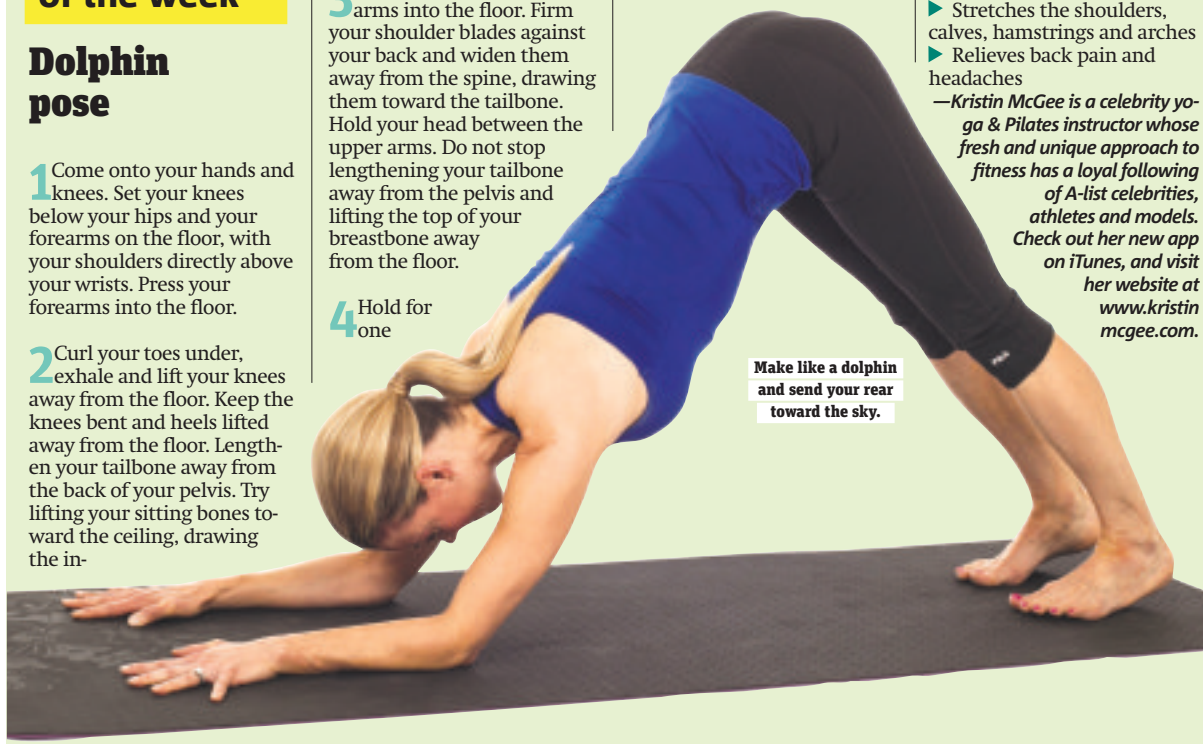 of the week
Dolphin
pose
1 Come onto your hands and
knees. Set your knees
below your hips and your
forearms on the floor, with
your shoulders directly above
your wrists. Press your
forearms into the floor.
2 Curl your toes under,
exhale and lift your knees
away from the floor. Keep the
knees bent and heels lifted
away from the floor. Length-
en your tailbone away from
the back of your pelvis. Try
lifting your sitting bones to-
ward the ceiling, drawing
the in-
3 arms into the floor. Firm
your shoulder blades against
your back and widen them
away from the spine, drawing
them toward the tailbone.
Hold your head between the
upper arms. Do not stop
lengthening your tailbone
away from the pelvis and
lifting the top of your
breastbone away
from the floor.
4 Hold for
one
Make like a dolphin
and send your rear
toward the sky.
▶ Stretches the shoulders,
calves, hamstrings and arches
▶ Relieves back pain and
headaches
—Kristin McGee is a celebrity yo-
ga & Pilates instructor whose
fresh and unique approach to
fitness has a loyal following
of A-list celebrities,
athletes and models.
Check out her new app
on iTunes, and visit
her website at
www.kristin
mcgee.com.